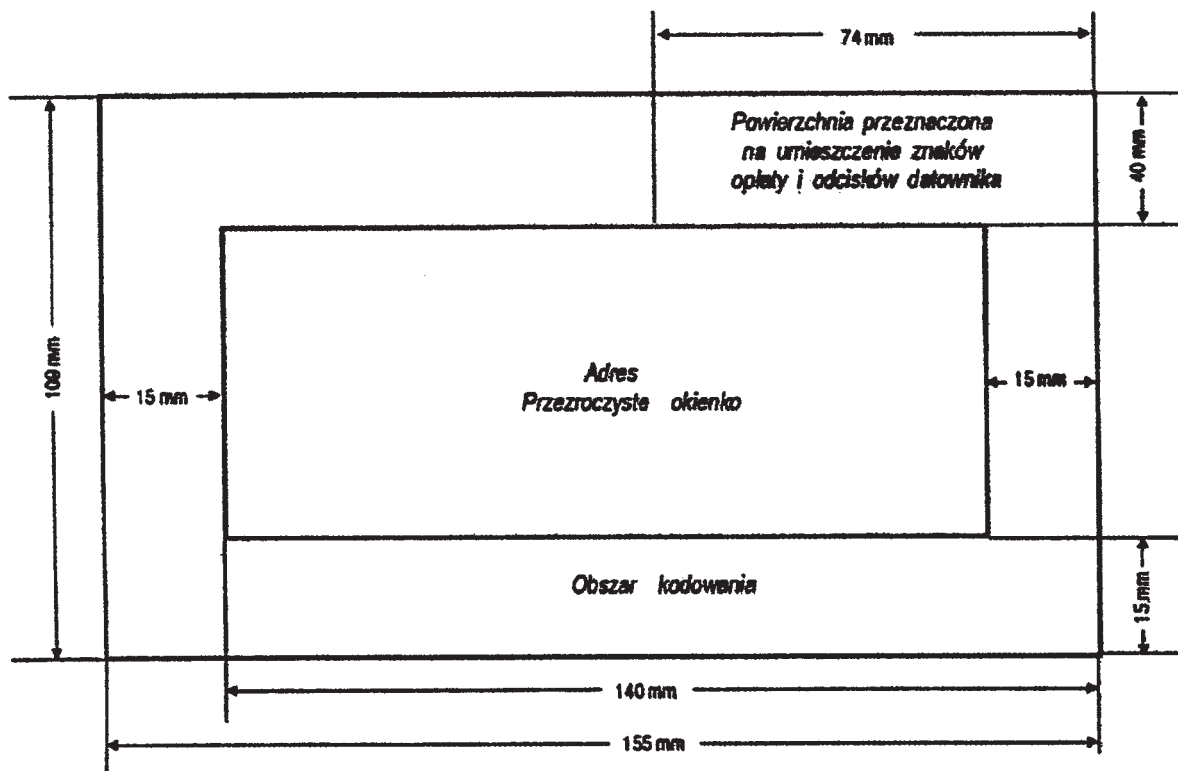 74 mm
Powierzchnia przeznaczona
na umieszczenie znaków
opłaty i odcisków datownika
40 mm
109 mm
15 mm
Adres
Przezroczyste okienko
15 mm
Obszar kodowania
15 mm
140 mm
155 mm